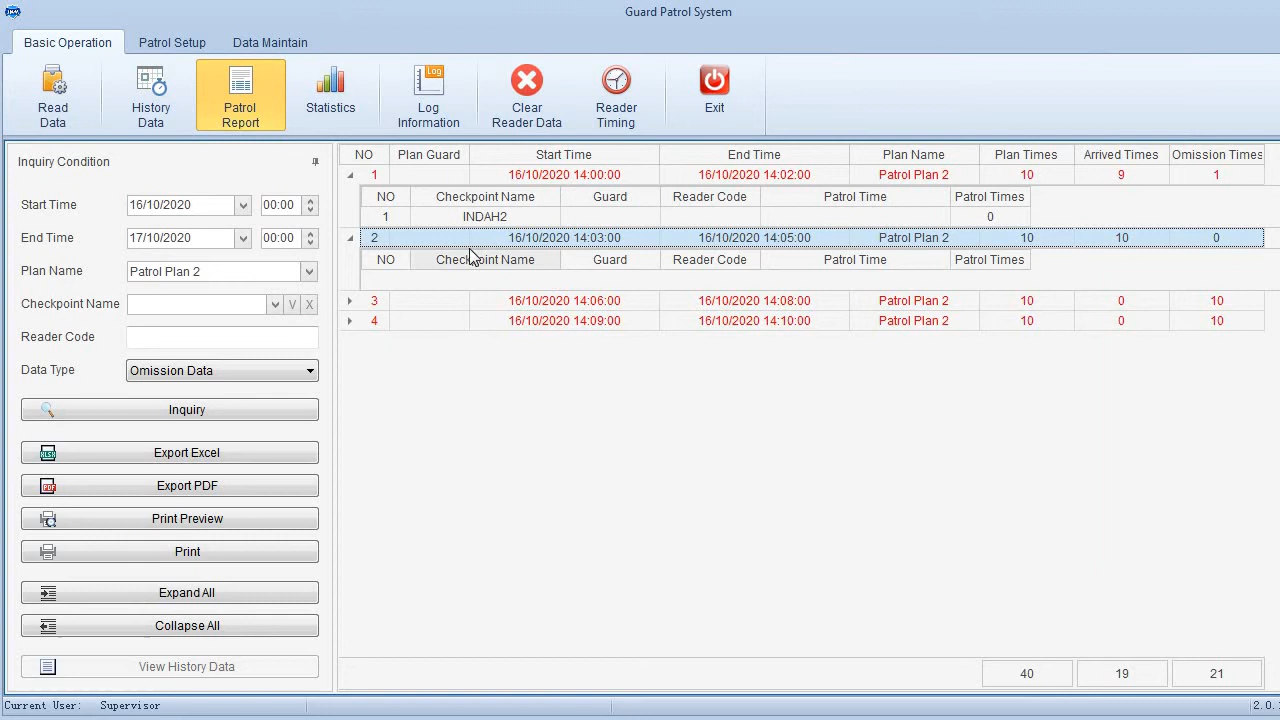 Guard Patrol System
Basic Operation Patrol Setup Data Maintain
Read Data
History Data
Patrol Report
Statistics
Log
Log Information
Clear Reader Data
Reader Timing
Exit
Inquiry Condition
Start Time 16/10/2020 00:00
End Time 17/10/2020 00:00
Plan Name Patrol Plan 2
Checkpoint Name V X
Reader Code
Data Type Omission Data
Inquiry
XLSX Export Excel
PDF Export PDF
Print Preview
Print
Expand All
Collapse All
View History Data
NO Plan Guard Start Time End Time Plan Name Plan Times Arrived Times Omission Times
1 16/10/2020 14:00:00 16/10/2020 14:02:00 Patrol Plan 2 10 9 1
NO Checkpoint Name Guard Reader Code Patrol Time Patrol Times
1 INDAH2 0
2 16/10/2020 14:03:00 16/10/2020 14:05:00 Patrol Plan 2 10 10 0
NO Checkpoint Name Guard Reader Code Patrol Time Patrol Times
3 16/10/2020 14:06:00 16/10/2020 14:08:00 Patrol Plan 2 10 0 10
4 16/10/2020 14:09:00 16/10/2020 14:10:00 Patrol Plan 2 10 0 10
40 19 21
Current User: Supervisor
2.0.